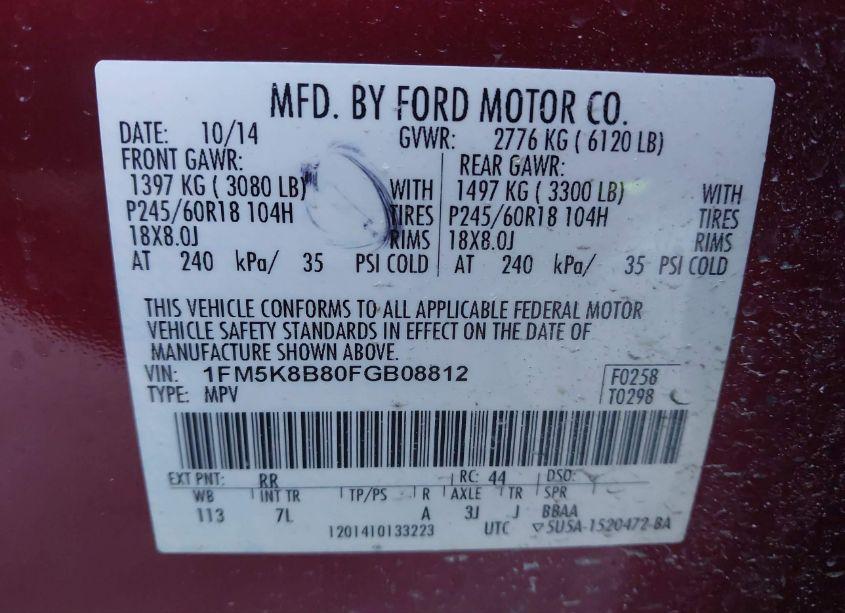 MFD. BY FORD MOTOR CO.
DATE: 10/14 GVWR: 2776 KG ( 6120 LB)
FRONT GAWR: REAR GAWR:
1397 KG ( 3080 LB) WITH 1497 KG ( 3300 LB) WITH
P245/60R18 104H TIRES P245/60R18 104H TIRES
18X8.0J RIMS 18X8.0J RIMS
AT 240 kPa/ 35 PSI COLD AT 240 kPa/ 35 PSI COLD
THIS VEHICLE CONFORMS TO ALL APPLICABLE FEDERAL MOTOR
VEHICLE SAFETY STANDARDS IN EFFECT ON THE DATE OF
MANUFACTURE SHOWN ABOVE.
VIN: 1FM5K8B80FGB08812 F0258
TYPE: MPV T0298
EXT PNT: RR RC: 44 DSO:
WB INT TR TP/PS R AXLE TR SPR
113 7L A 3J J BBAA
1201410133223 UTC ▽5U5A-1520472-BA